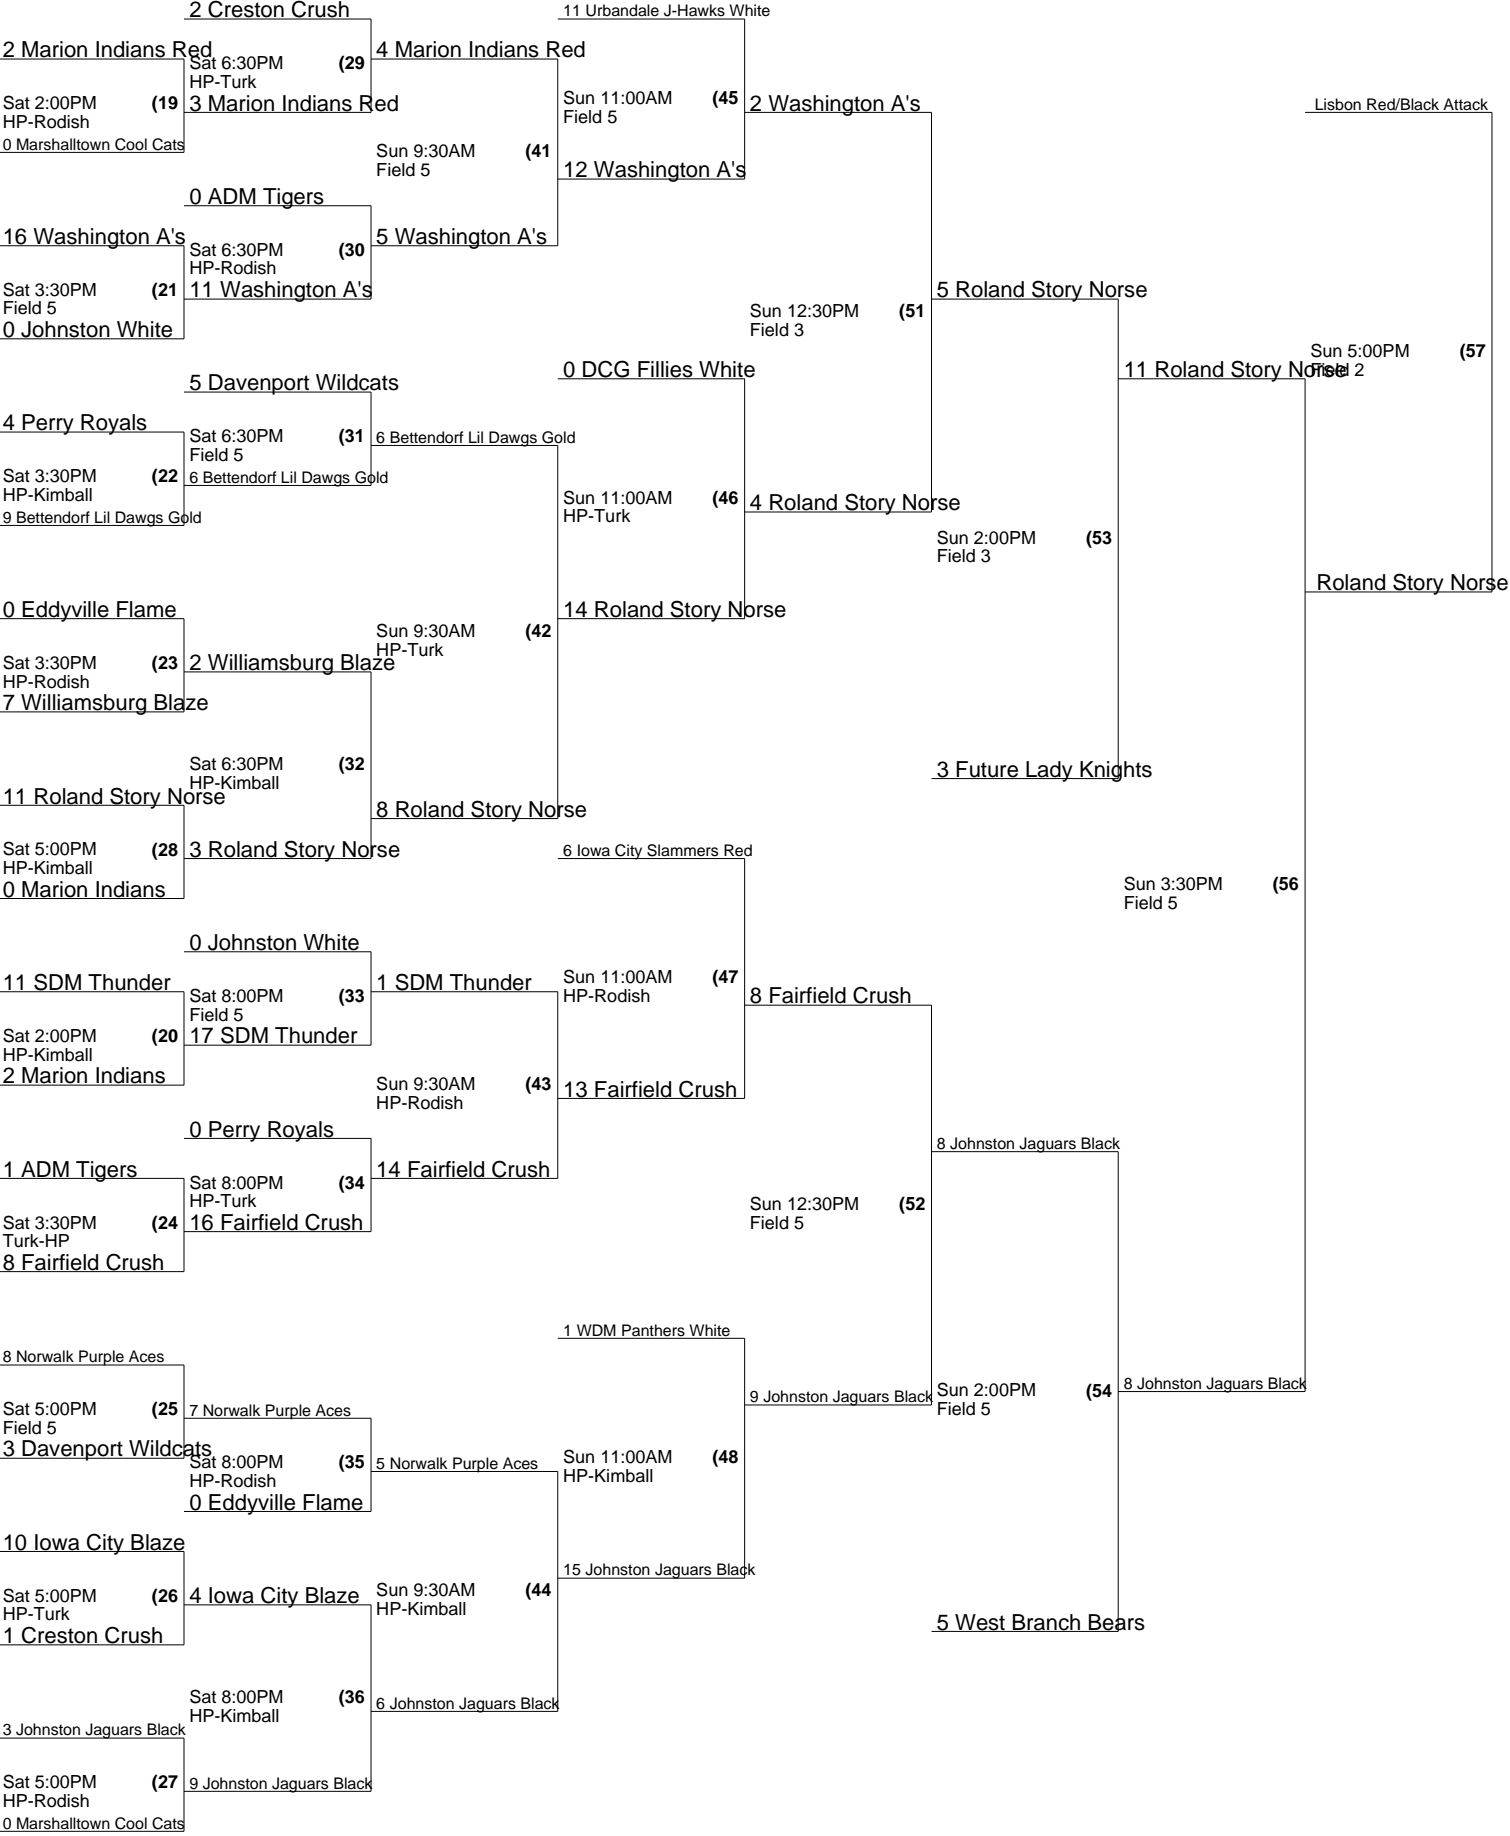 2 Creston Crush
11 Urbandale J-Hawks White
2 Marion Indians Red
Sat 6:30PM (29
HP-Turk
4 Marion Indians Red
Sat 2:00PM (19
HP-Rodish
3 Marion Indians Red
Sun 11:00AM (45
Field 5
2 Washington A's
Lisbon Red/Black Attack
0 Marshalltown Cool Cats
Sun 9:30AM (41
Field 5
12 Washington A's
0 ADM Tigers
16 Washington A's
Sat 6:30PM (30
HP-Rodish
5 Washington A's
Sat 3:30PM (21
Field 5
11 Washington A's
5 Roland Story Norse
Sun 12:30PM (51
Field 3
0 Johnston White
Sun 5:00PM (57
Field 2
0 DCG Fillies White
11 Roland Story Norse
5 Davenport Wildcats
4 Perry Royals
Sat 6:30PM (31
Field 5
6 Bettendorf Lil Dawgs Gold
Sat 3:30PM (22
HP-Kimball
6 Bettendorf Lil Dawgs Gold
9 Bettendorf Lil Dawgs Gold
Sun 11:00AM (46
HP-Turk
4 Roland Story Norse
Sun 2:00PM (53
Field 3
Roland Story Norse
0 Eddyville Flame
14 Roland Story Norse
Sun 9:30AM (42
HP-Turk
Sat 3:30PM (23
HP-Rodish
2 Williamsburg Blaze
7 Williamsburg Blaze
Sat 6:30PM (32
HP-Kimball
3 Future Lady Knights
11 Roland Story Norse
8 Roland Story Norse
Sat 5:00PM (28
HP-Kimball
3 Roland Story Norse
6 Iowa City Slammers Red
0 Marion Indians
Sun 3:30PM (56
Field 5
0 Johnston White
11 SDM Thunder
Sat 8:00PM (33
Field 5
1 SDM Thunder
Sun 11:00AM (47
HP-Rodish
8 Fairfield Crush
Sat 2:00PM (20
HP-Kimball
17 SDM Thunder
2 Marion Indians
Sun 9:30AM (43
HP-Rodish
13 Fairfield Crush
0 Perry Royals
8 Johnston Jaguars Black
1 ADM Tigers
Sat 8:00PM (34
HP-Turk
14 Fairfield Crush
Sun 12:30PM (52
Field 5
Sat 3:30PM (24
Turk-HP
16 Fairfield Crush
8 Fairfield Crush
1 WDM Panthers White
8 Norwalk Purple Aces
Sun 2:00PM (54
Field 5
8 Johnston Jaguars Black
9 Johnston Jaguars Black
Sat 5:00PM (25
Field 5
7 Norwalk Purple Aces
3 Davenport Wildcats
Sat 8:00PM (35
HP-Rodish
5 Norwalk Purple Aces
Sun 11:00AM (48
HP-Kimball
0 Eddyville Flame
10 Iowa City Blaze
15 Johnston Jaguars Black
Sat 5:00PM (26
HP-Turk
4 Iowa City Blaze
Sun 9:30AM (44
HP-Kimball
5 West Branch Bears
1 Creston Crush
Sat 8:00PM (36
HP-Kimball
6 Johnston Jaguars Black
3 Johnston Jaguars Black
Sat 5:00PM (27
HP-Rodish
9 Johnston Jaguars Black
0 Marshalltown Cool Cats